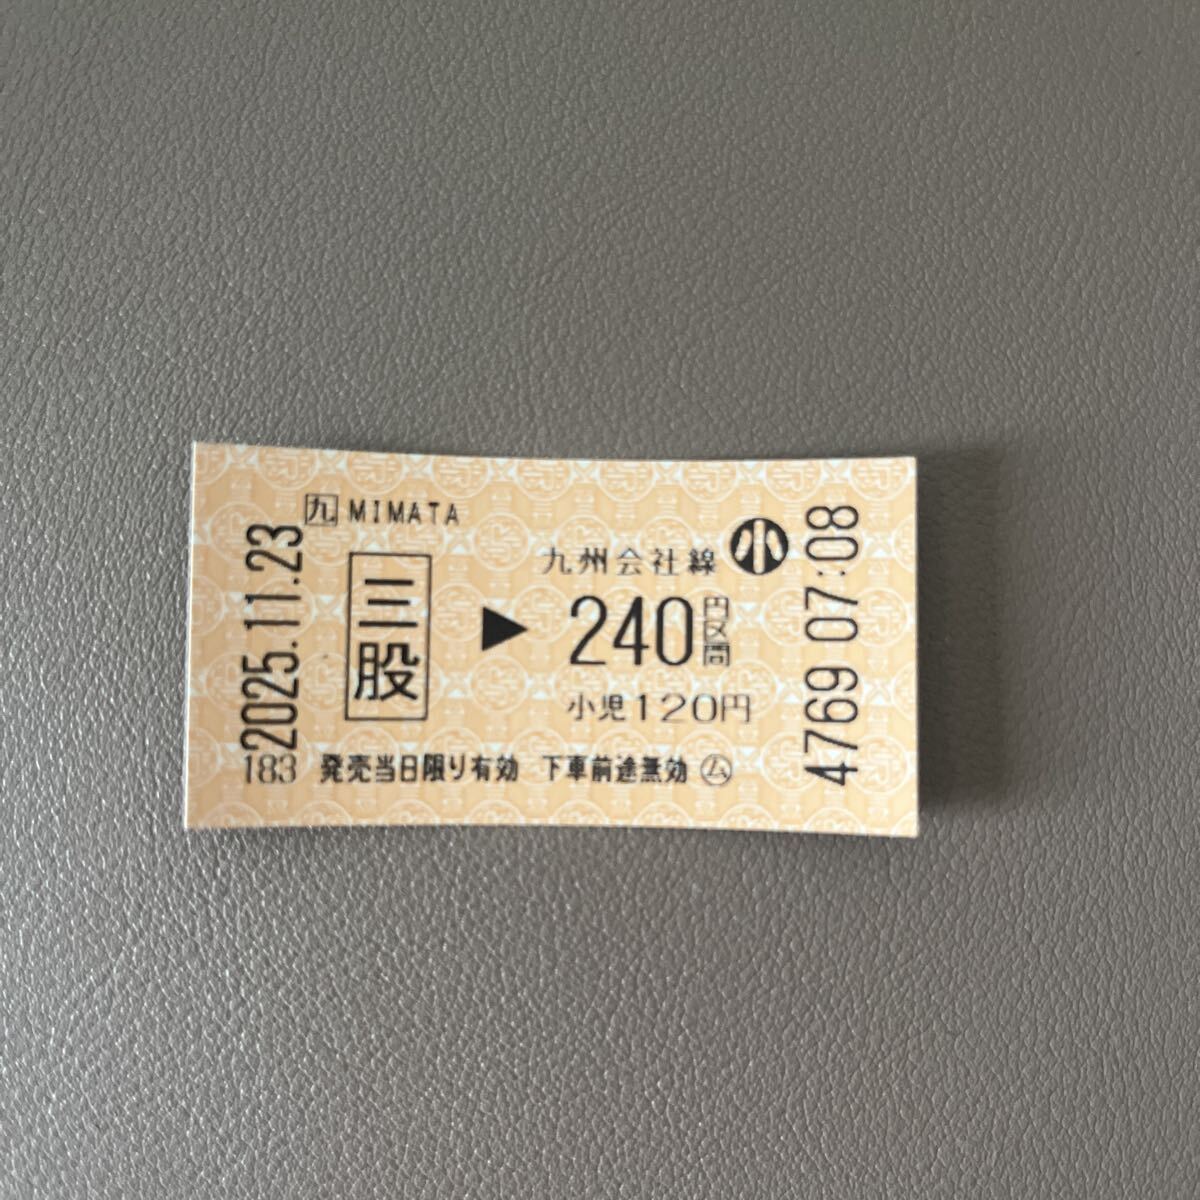 九 MIMATA
三股
▶
九州会社線 小
240円区間
小児120円
発売当日限り有効 下車前途無効 ム
2025.11.23
183
4769 07:08